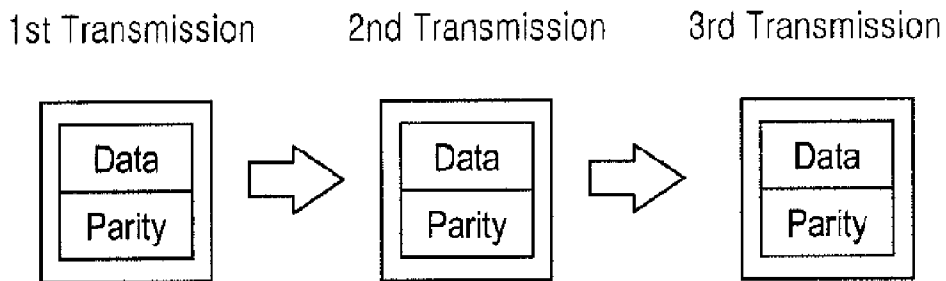 1st Transmission 2nd Transmission 3rd Transmission
Data Data Data
Parity Parity Parity